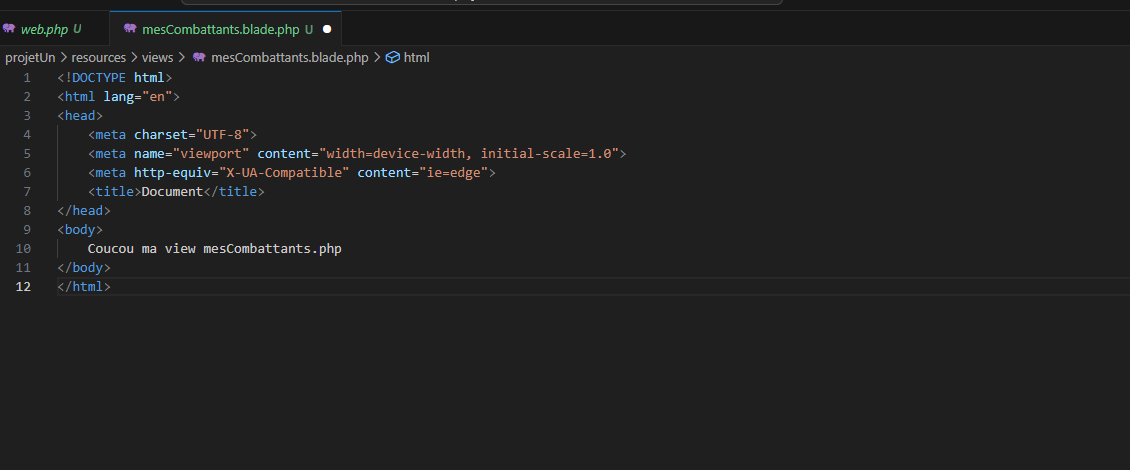 web.php U
mesCombattants.blade.php U
projetUn > resources > views > mesCombattants.blade.php > html
1 <!DOCTYPE html>
2 <html lang="en">
3 <head>
4 <meta charset="UTF-8">
5 <meta name="viewport" content="width=device-width, initial-scale=1.0">
6 <meta http-equiv="X-UA-Compatible" content="ie=edge">
7 <title>Document</title>
8 </head>
9 <body>
10 Coucou ma view mesCombattants.php
11 </body>
12 </html>